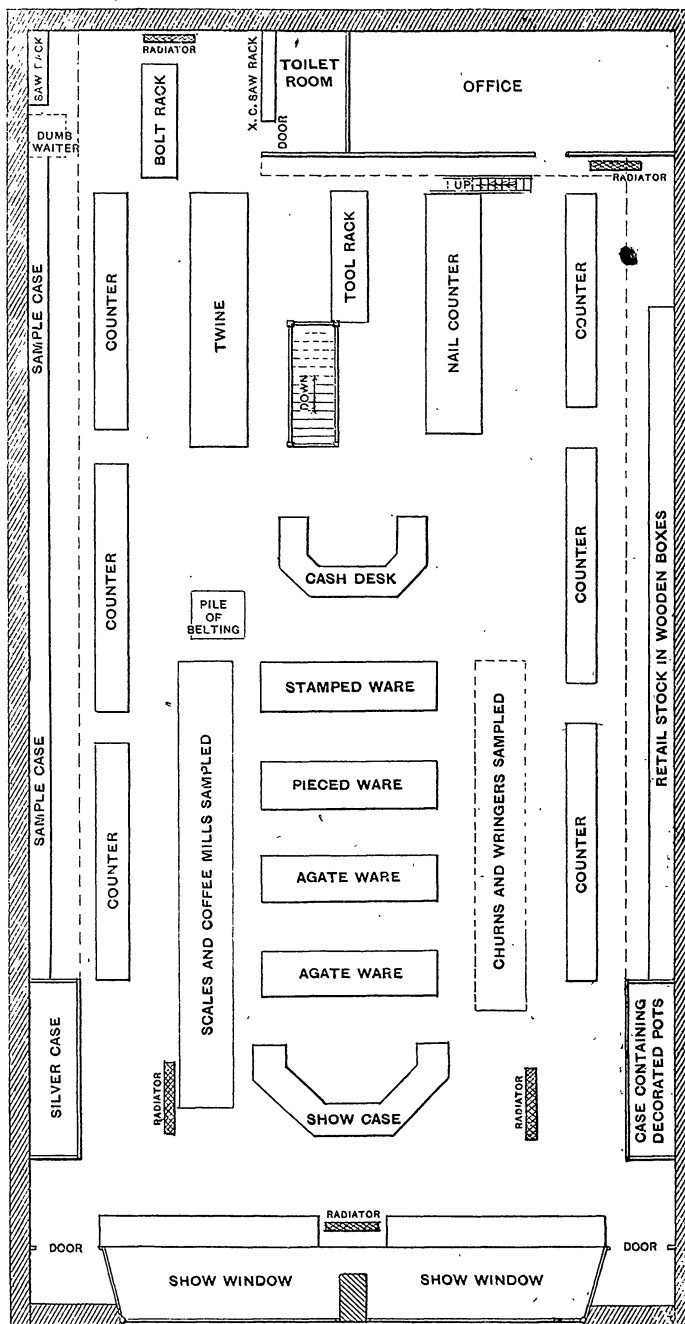 RADIATOR
SAW RACK
X. C. SAW RACK
TOILET
ROOM
DOOR
OFFICE
DUMB
WAITER
BOLT RACK
RADIATOR
UP
SAMPLE CASE
COUNTER
TWINE
TOOL RACK
NAIL COUNTER
COUNTER
DOWN
COUNTER
CASH DESK
COUNTER
RETAIL STOCK IN WOODEN BOXES
PILE
OF
BELTING
STAMPED WARE
SAMPLE CASE
COUNTER
SCALES AND COFFEE MILLS SAMPLED
PIECED WARE
CHURNS AND WRINGERS SAMPLED
COUNTER
AGATE WARE
AGATE WARE
SILVER CASE
CASE CONTAINING
DECORATED POTS
RADIATOR
SHOW CASE
RADIATOR
RADIATOR
DOOR
DOOR
SHOW WINDOW
SHOW WINDOW